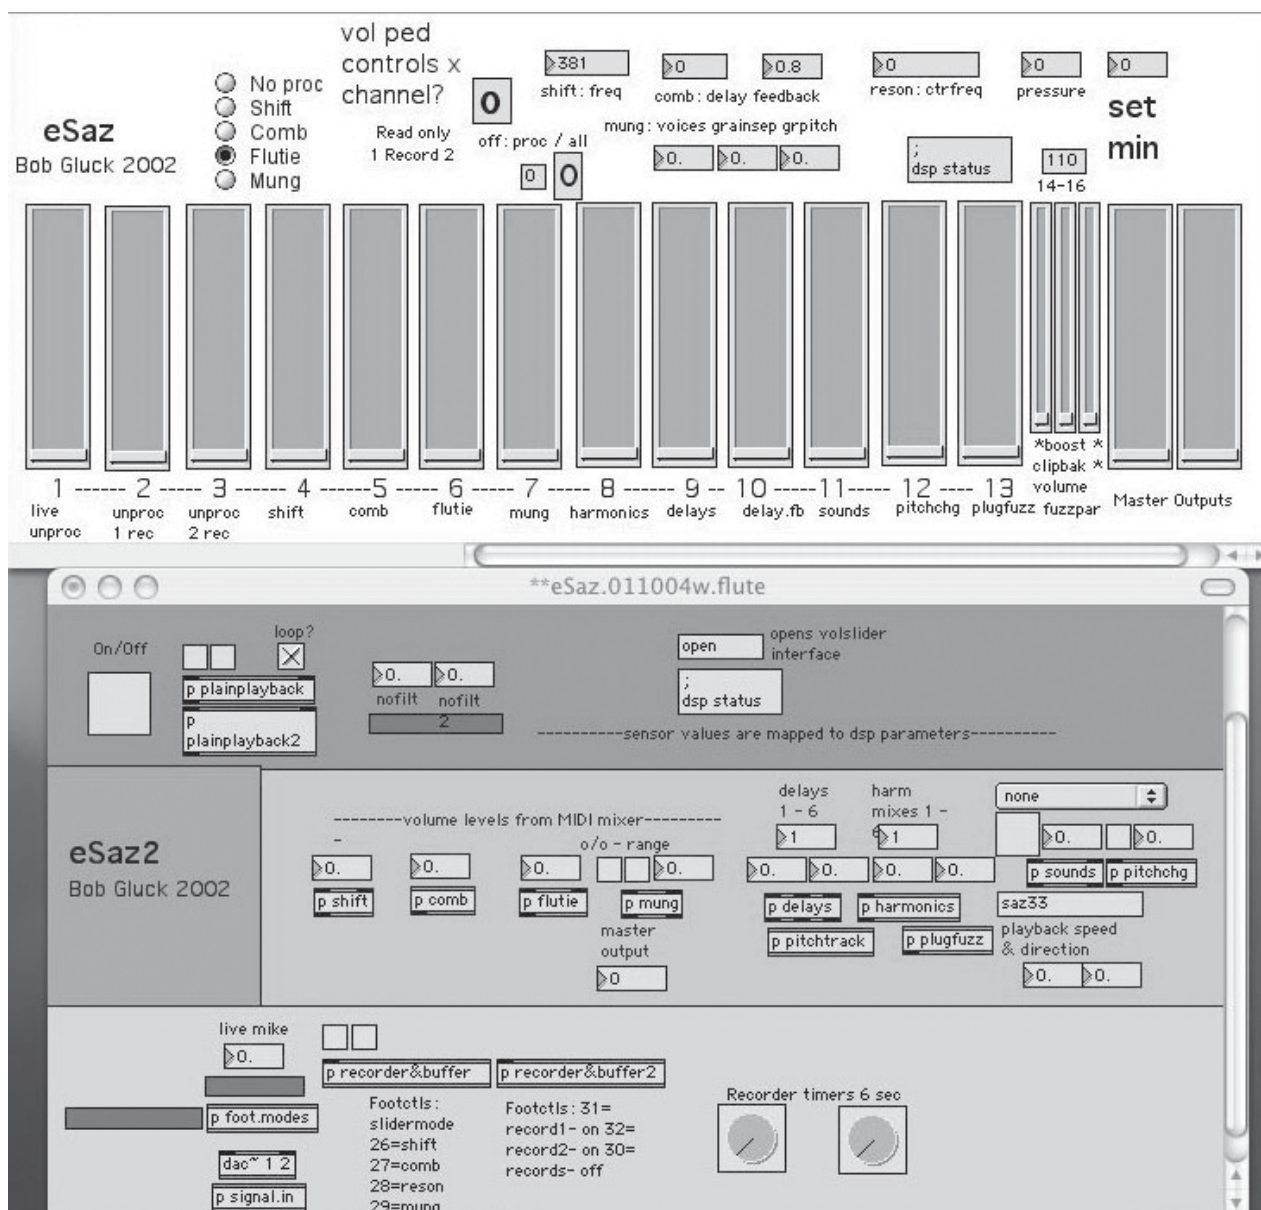 vol ped
controls x
channel?
No proc
Shift
Comb
Flutie
Mung
eSaz
Bob Gluck 2002
Read only
1 Record 2
0
off: proc / all
0 0
381
shift: freq
0 0.8
comb: delay feedback
mung: voices grainsep grpitch
0. 0. 0.
0
reson: ctrfreq
0
pressure
0
set
min
;
dsp status
110
14-16
1 ------ 2 ----- 3 ----- 4 -----5 ---- 6 ---- 7 ---- 8 ----- 9 -- 10 -----11----- 12 ---- 13
live
unproc
unproc
1 rec
unproc
2 rec
shift
comb
flutie
mung
harmonics
delays
delay.fb
sounds
pitchchg
plugfuzz
*boost *
clipbak *
volume
fuzzpar
Master Outputs
**eSaz.011004w.flute
On/Off
loop?
p plainplayback
p
plainplayback2
0. 0.
nofilt nofilt
2
open
opens volslider
interface
;
dsp status
----------sensor values are mapped to dsp parameters----------
eSaz2
Bob Gluck 2002
--------volume levels from MIDI mixer---------
-
o/o - range
0. 0. 0. 0.
p shift p comb p flutie p mung
master
output
0
delays
1 - 6
1
harm
mixes 1 -
1
0. 0. 0. 0.
p delays p harmonics
p pitchtrack p plugfuzz
none
0. 0.
p sounds p pitchchg
saz33
playback speed
& direction
0. 0.
live mike
0.
p foot.modes
dac~ 1 2
p signal.in
p recorder&buffer p recorder&buffer2
Footctls:
slidermode
26=shift
27=comb
28=reson
29=mung
Footctls: 31=
record1- on 32=
record2- on 30=
records- off
Recorder timers 6 sec